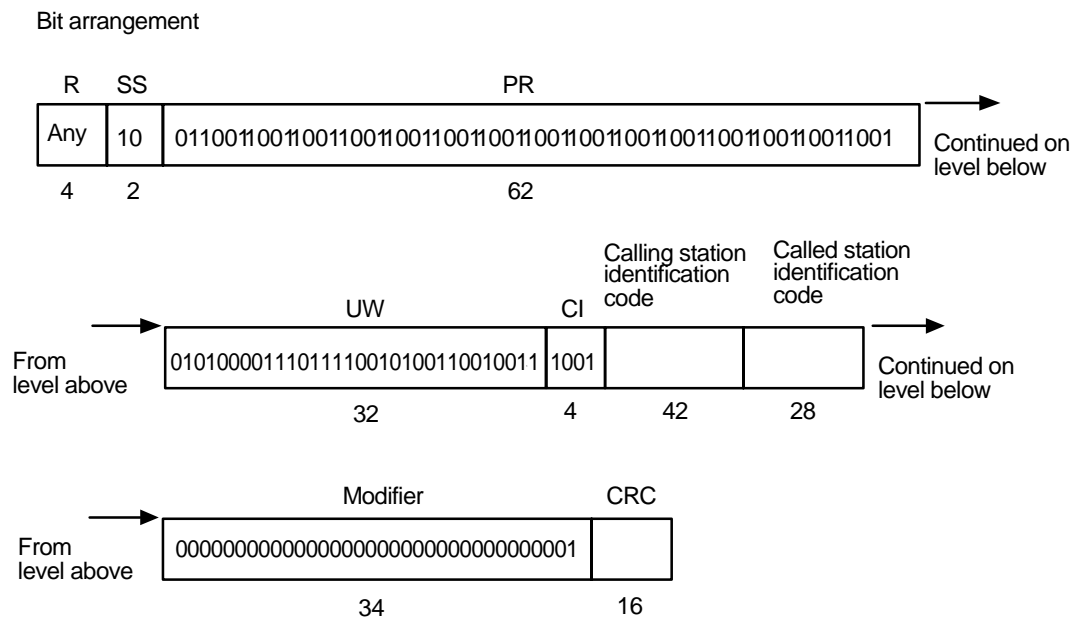 Bit arrangement
R SS PR
Any 10 01100110011001100110011001100110011001100110011001100110011001
Continued on
level below
4 2 62
Calling station
identification
code
Called station
identification
code
UW CI
From
level above
01010000111011110010100110010011 1001
Continued on
level below
32 4 42 28
Modifier CRC
From
level above
0000000000000000000000000000000001
34 16